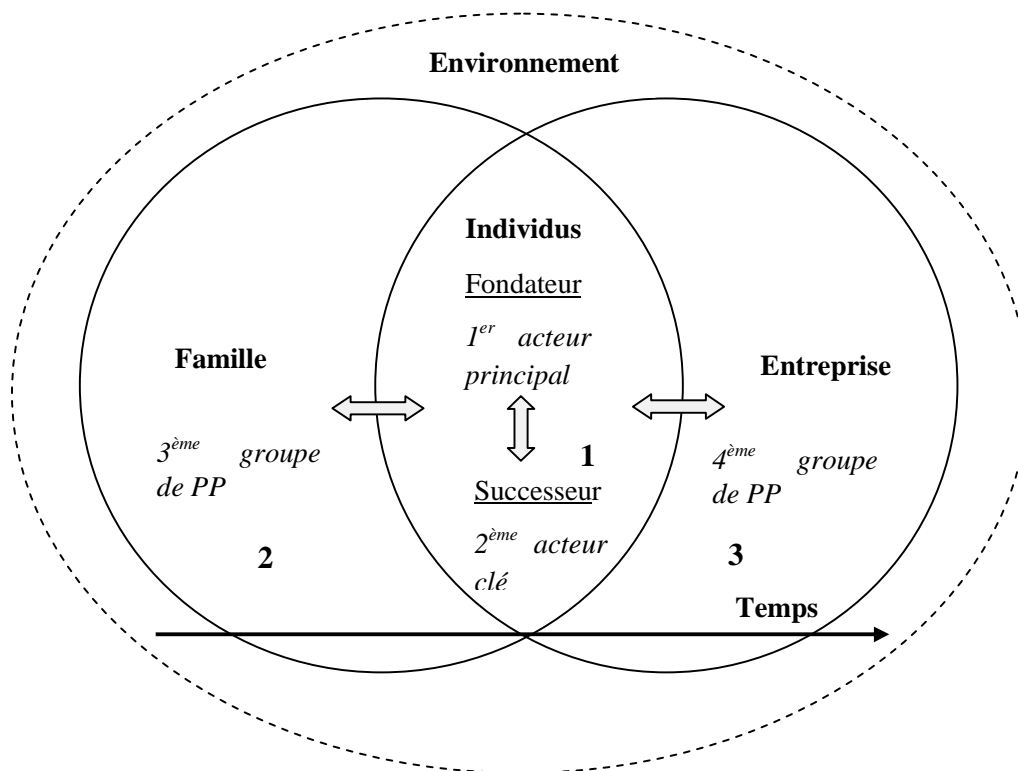 Environnement
Individus
Fondateur
1er acteur
principal
Famille
Entreprise
3ème groupe
de PP
1
4ème groupe
de PP
Successeur
2ème acteur
clé
2
3
Temps